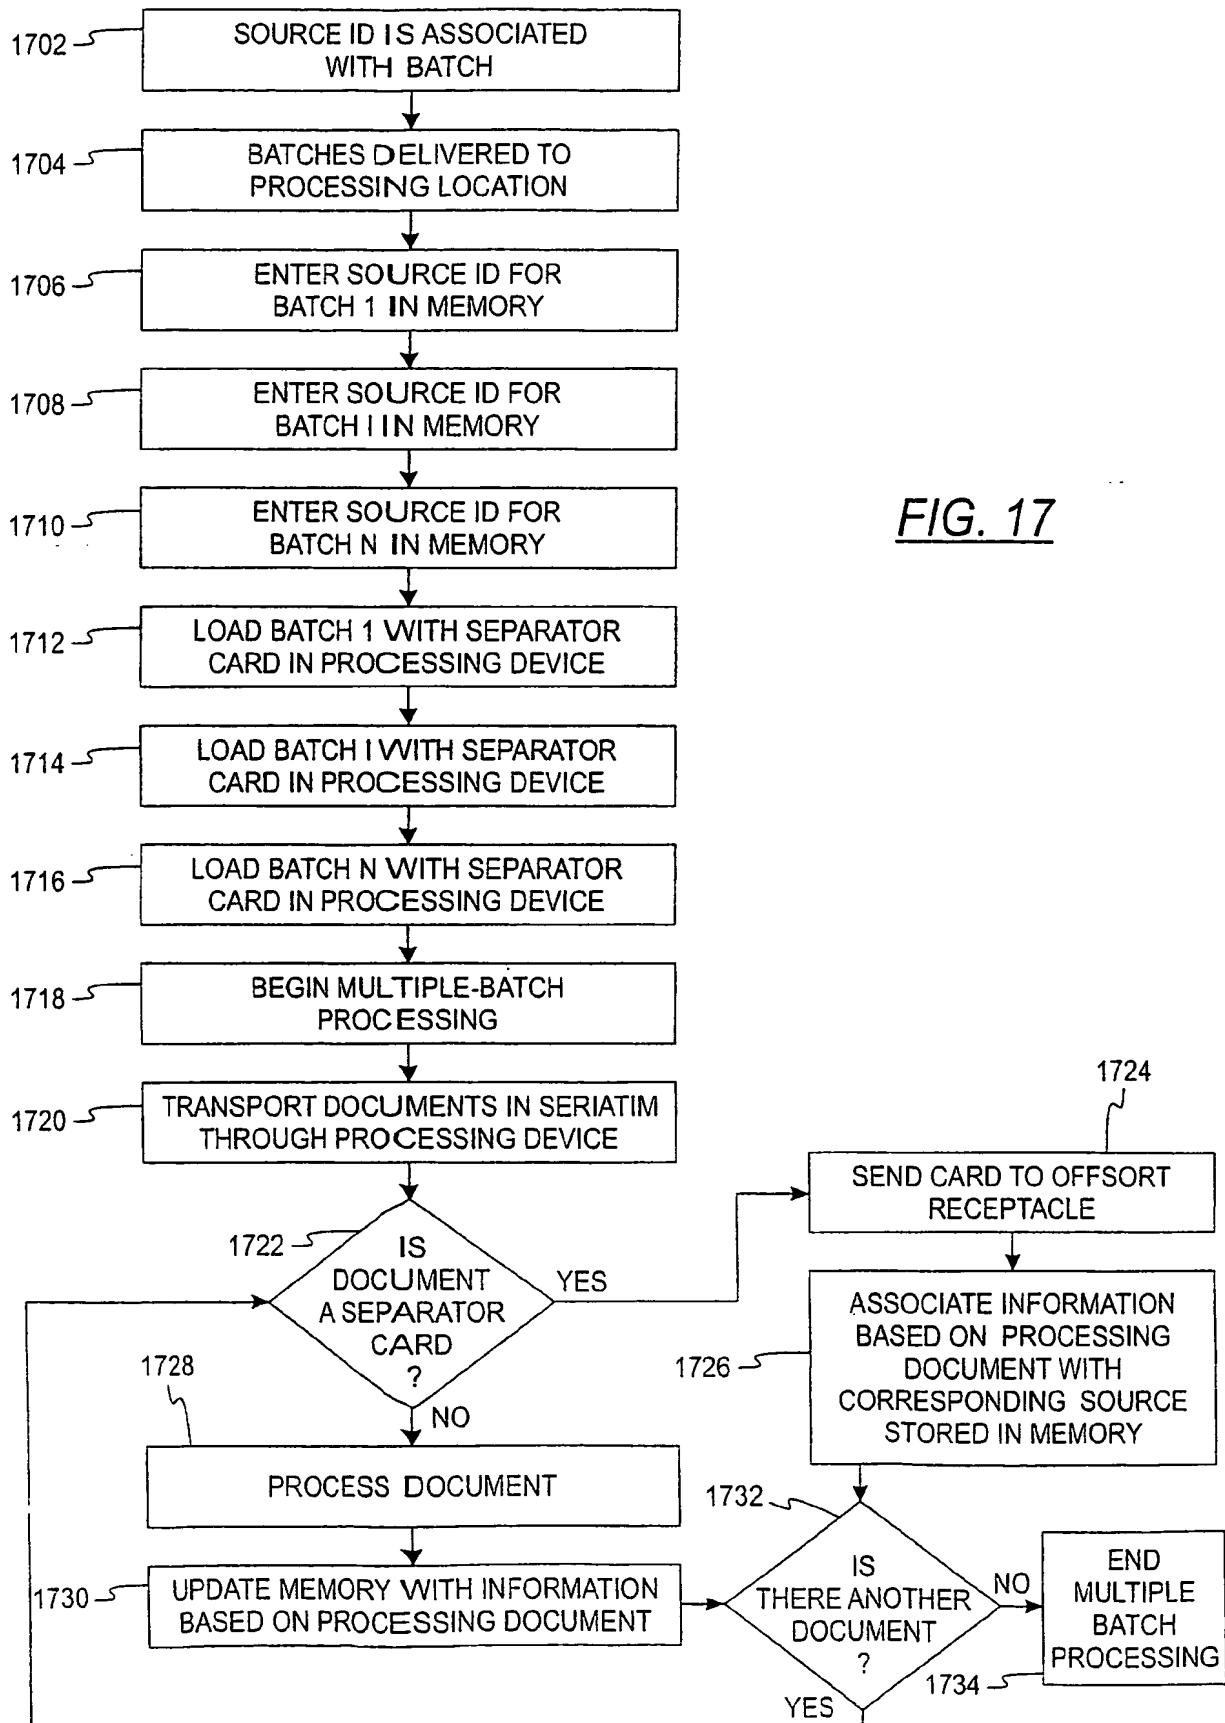 1702
SOURCE ID IS ASSOCIATED
WITH BATCH
1704
BATCHES DELIVERED TO
PROCESSING LOCATION
1706
ENTER SOURCE ID FOR
BATCH 1 IN MEMORY
1708
ENTER SOURCE ID FOR
BATCH I IN MEMORY
1710
ENTER SOURCE ID FOR
BATCH N IN MEMORY
FIG. 17
1712
LOAD BATCH 1 WITH SEPARATOR
CARD IN PROCESSING DEVICE
1714
LOAD BATCH I WITH SEPARATOR
CARD IN PROCESSING DEVICE
1716
LOAD BATCH N WITH SEPARATOR
CARD IN PROCESSING DEVICE
1718
BEGIN MULTIPLE-BATCH
PROCESSING
1720
TRANSPORT DOCUMENTS IN SERIATIM
THROUGH PROCESSING DEVICE
1722
IS
DOCUMENT
A SEPARATOR
CARD
?
YES
NO
1724
SEND CARD TO OFFSORT
RECEPTACLE
1726
ASSOCIATE INFORMATION
BASED ON PROCESSING
DOCUMENT WITH
CORRESPONDING SOURCE
STORED IN MEMORY
1728
PROCESS DOCUMENT
1730
UPDATE MEMORY WITH INFORMATION
BASED ON PROCESSING DOCUMENT
1732
IS
THERE ANOTHER
DOCUMENT
?
NO
YES
END
MULTIPLE
BATCH
PROCESSING
1734